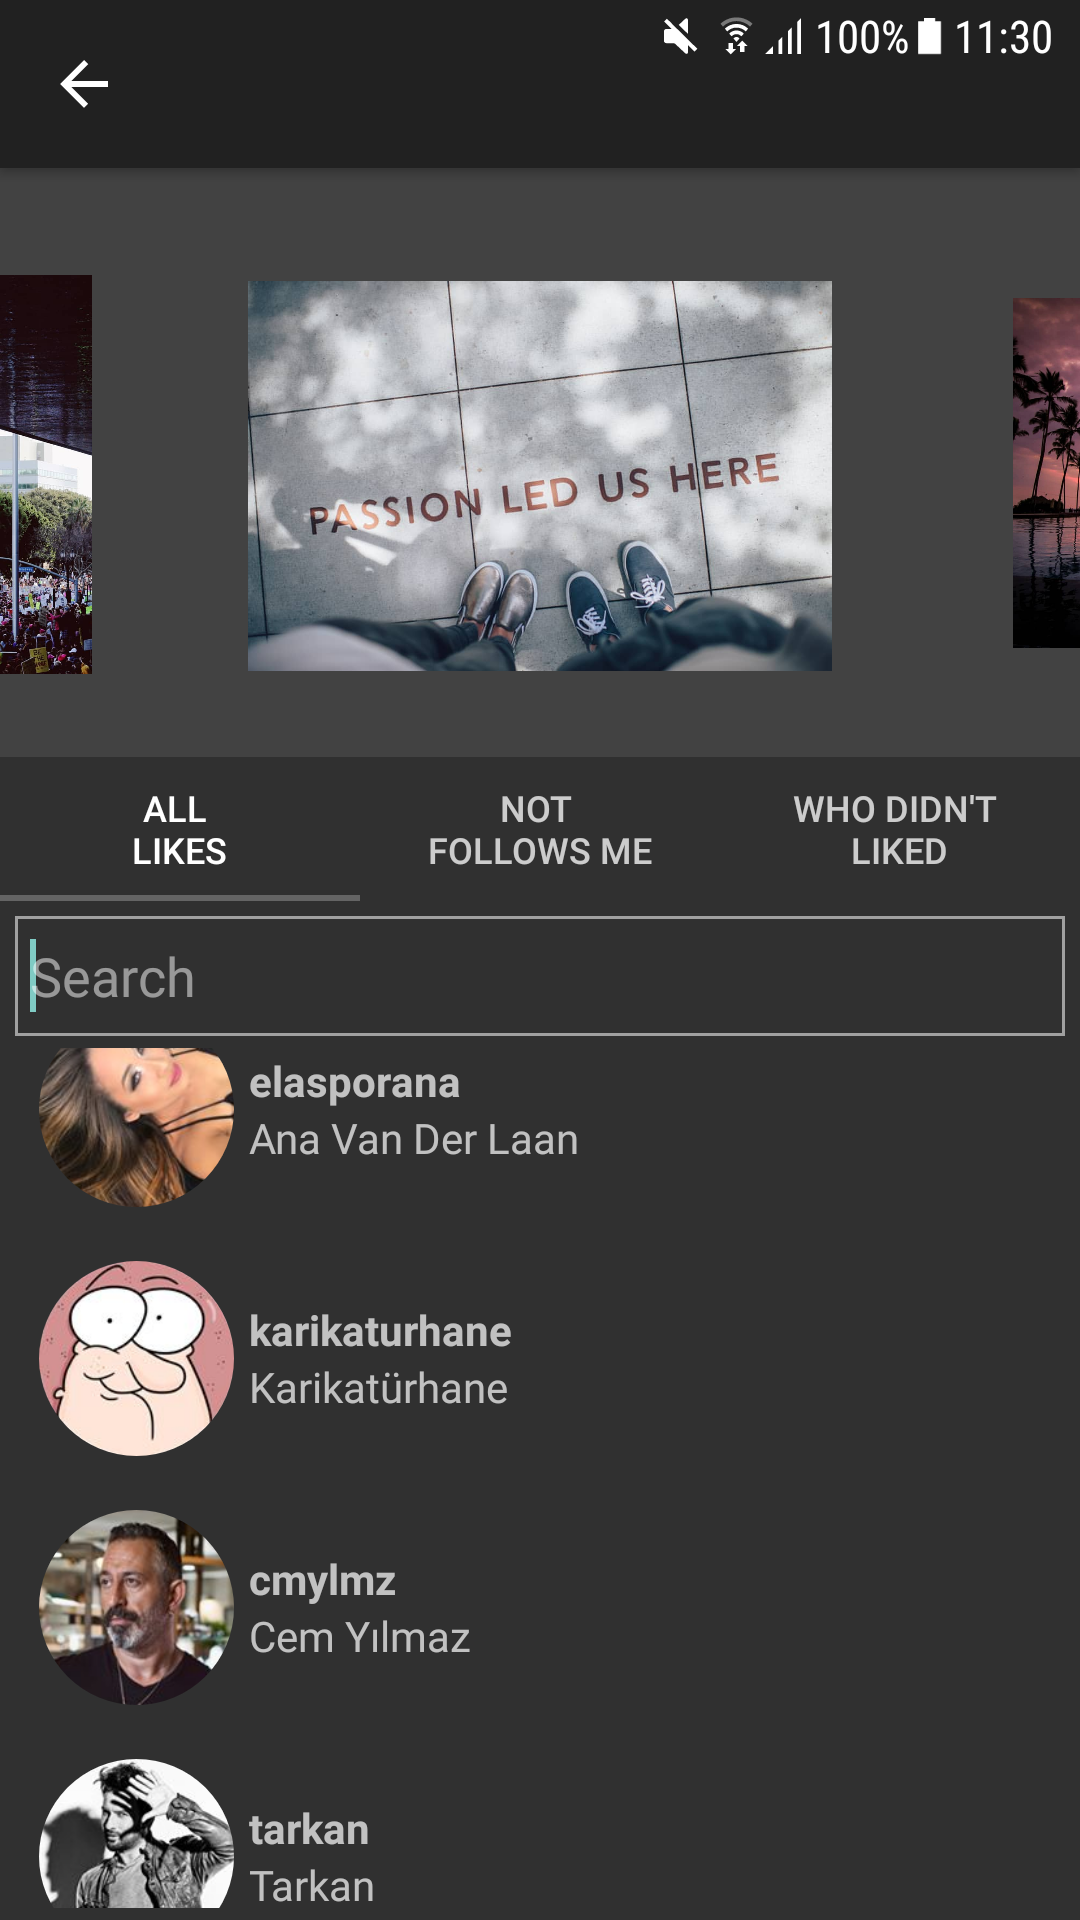 100% 11:30
PASSION LED US HERE
ALL
LIKES
NOT
FOLLOWS ME
WHO DIDN'T
LIKED
Search
elasporana
Ana Van Der Laan
karikaturhane
Karikatürhane
cmylmz
Cem Yılmaz
tarkan
Tarkan